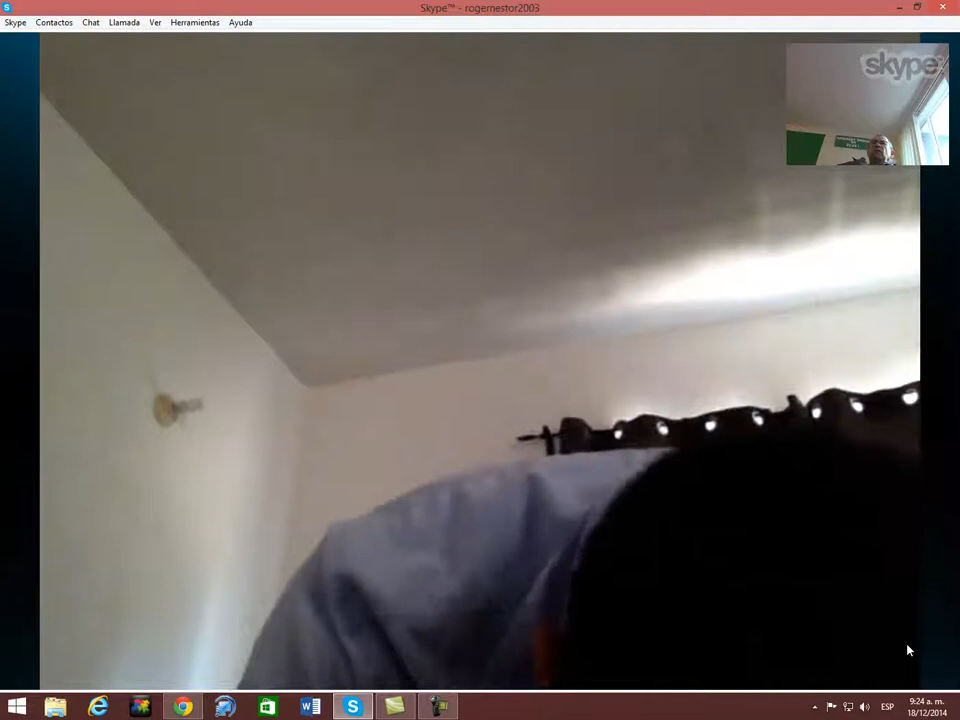 Skype™ - rogernestor2003
Skype Contactos Chat Llamada Ver Herramientas Ayuda
skype
ESP
9:24 a. m.
18/12/2014